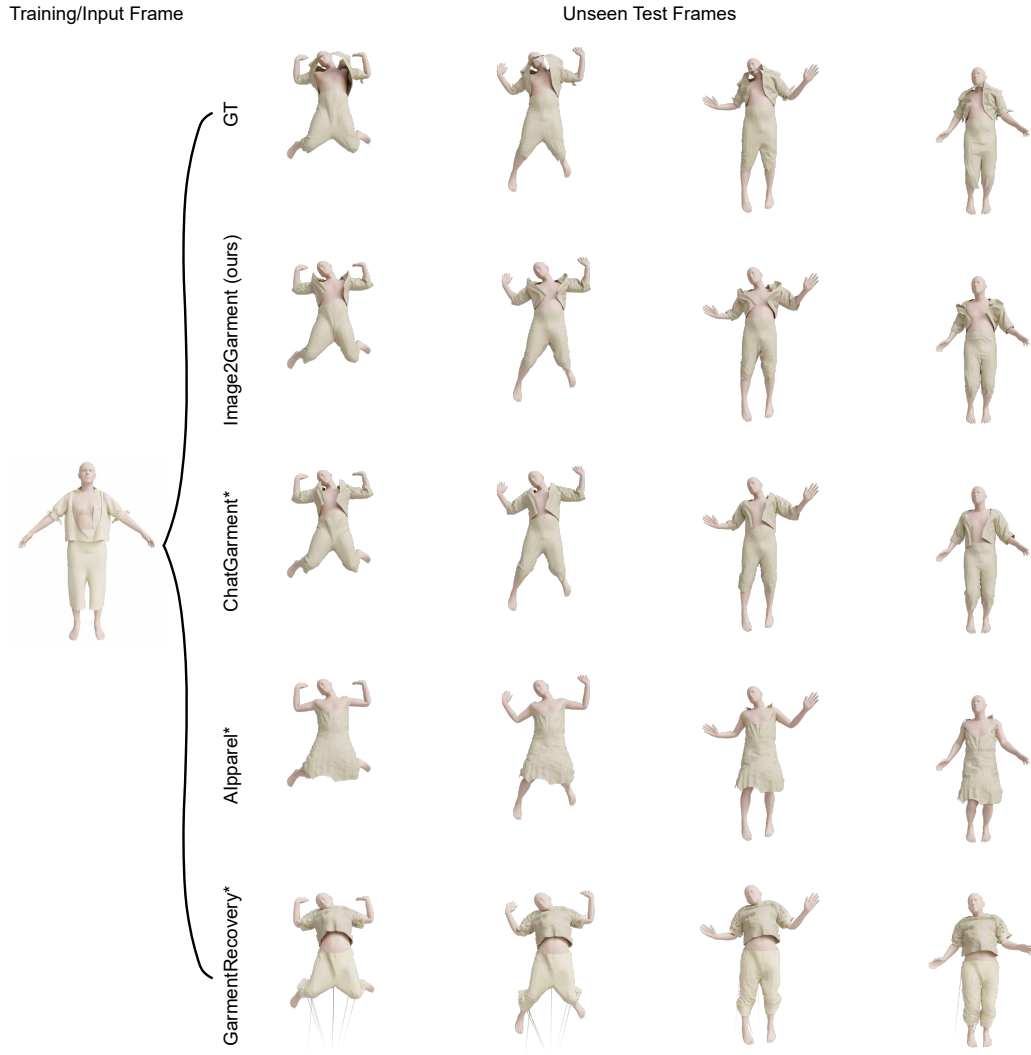 Training/Input Frame
Unseen Test Frames
GT
Image2Garment (ours)
ChatGarment*
AIpparel*
GarmentRecovery*